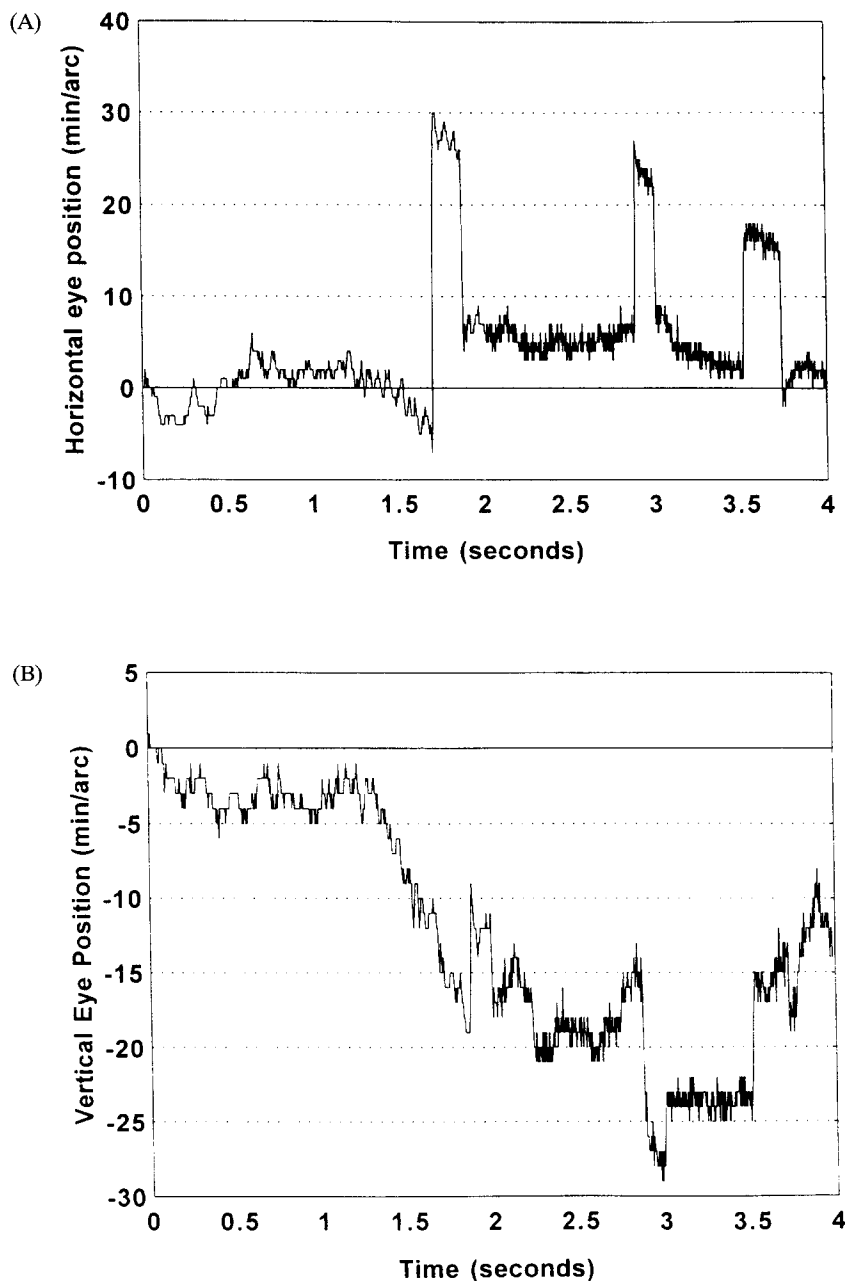 (A)
Horizontal eye position (min/arc)
40
30
20
10
0
-10
0 0.5 1 1.5 2 2.5 3 3.5 4
Time (seconds)
(B)
Vertical Eye Position (min/arc)
5
0
-5
-10
-15
-20
-25
-30
0 0.5 1 1.5 2 2.5 3 3.5 4
Time (seconds)